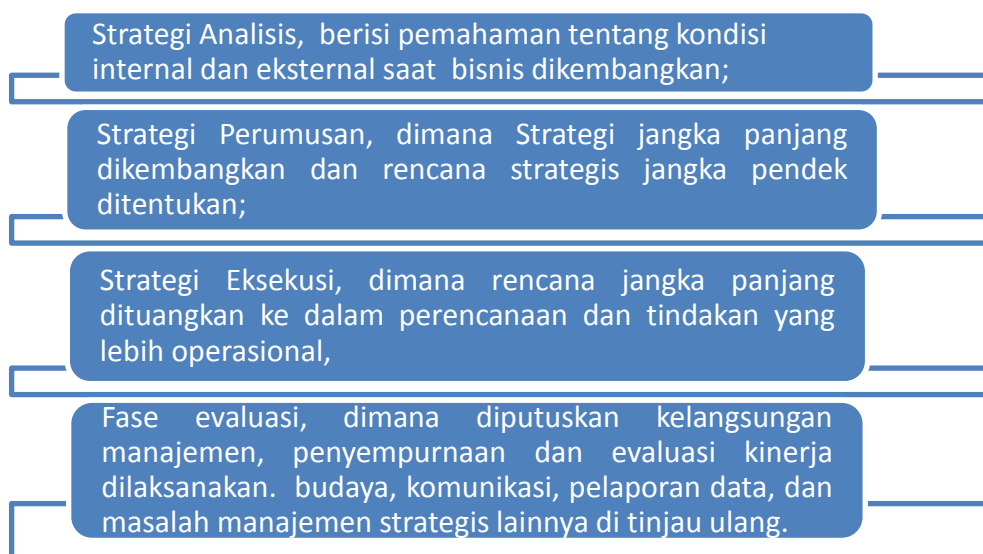 Strategi Analisis, berisi pemahaman tentang kondisi
internal dan eksternal saat bisnis dikembangkan;
Strategi Perumusan, dimana Strategi jangka panjang
dikembangkan dan rencana strategis jangka pendek
ditentukan;
Strategi Eksekusi, dimana rencana jangka panjang
dituangkan ke dalam perencanaan dan tindakan yang
lebih operasional,
Fase evaluasi, dimana diputuskan kelangsungan
manajemen, penyempurnaan dan evaluasi kinerja
dilaksanakan. budaya, komunikasi, pelaporan data, dan
masalah manajemen strategis lainnya di tinjau ulang.